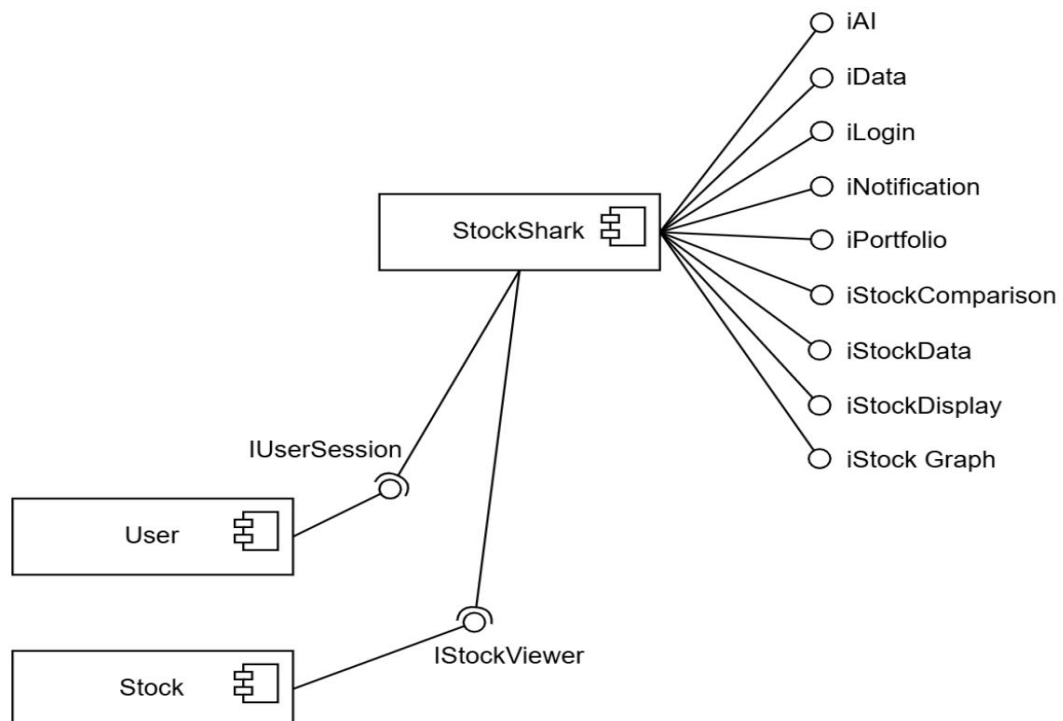 iAI
iData
iLogin
iNotification
StockShark
iPortfolio
iStockComparison
iStockData
iStockDisplay
IUserSession
iStock Graph
User
IStockViewer
Stock